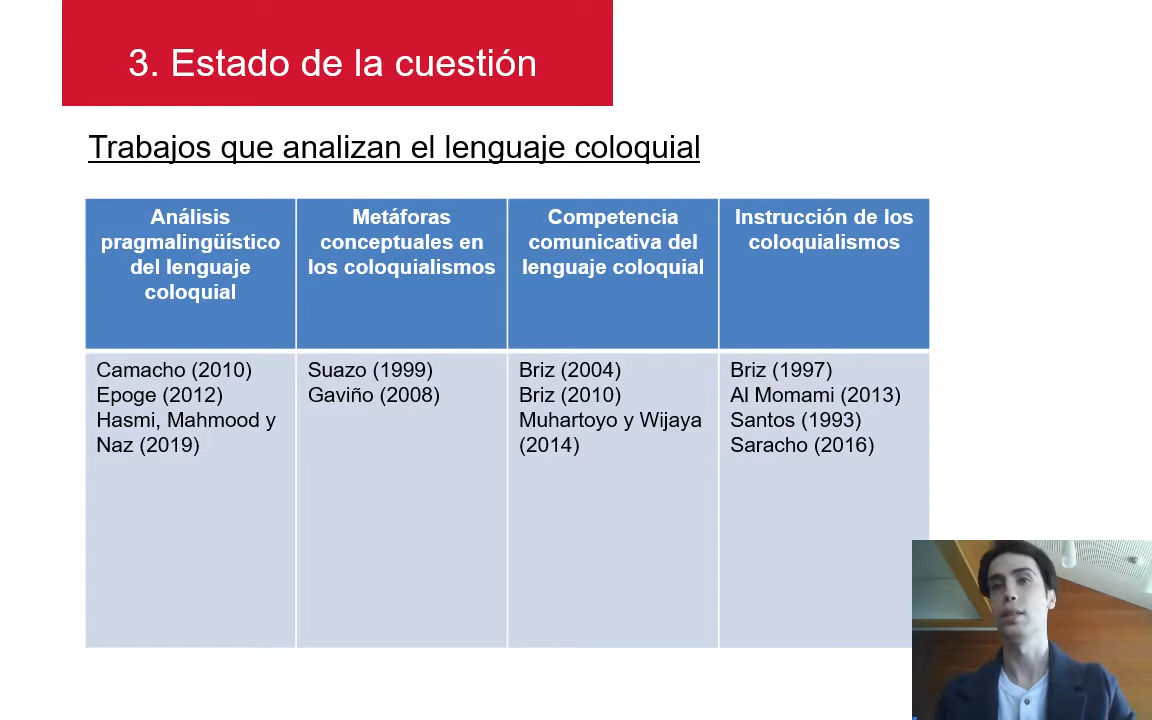 3. Estado de la cuestión
Trabajos que analizan el lenguaje coloquial
Análisis
pragmalingüístico
del lenguaje
coloquial
Metáforas
conceptuales en
los coloquialismos
Competencia
comunicativa del
lenguaje coloquial
Instrucción de los
coloquialismos
Camacho (2010)
Epoge (2012)
Hasmi, Mahmood y
Naz (2019)
Suazo (1999)
Gaviño (2008)
Briz (2004)
Briz (2010)
Muhartoyo y Wijaya
(2014)
Briz (1997)
Al Momami (2013)
Santos (1993)
Saracho (2016)